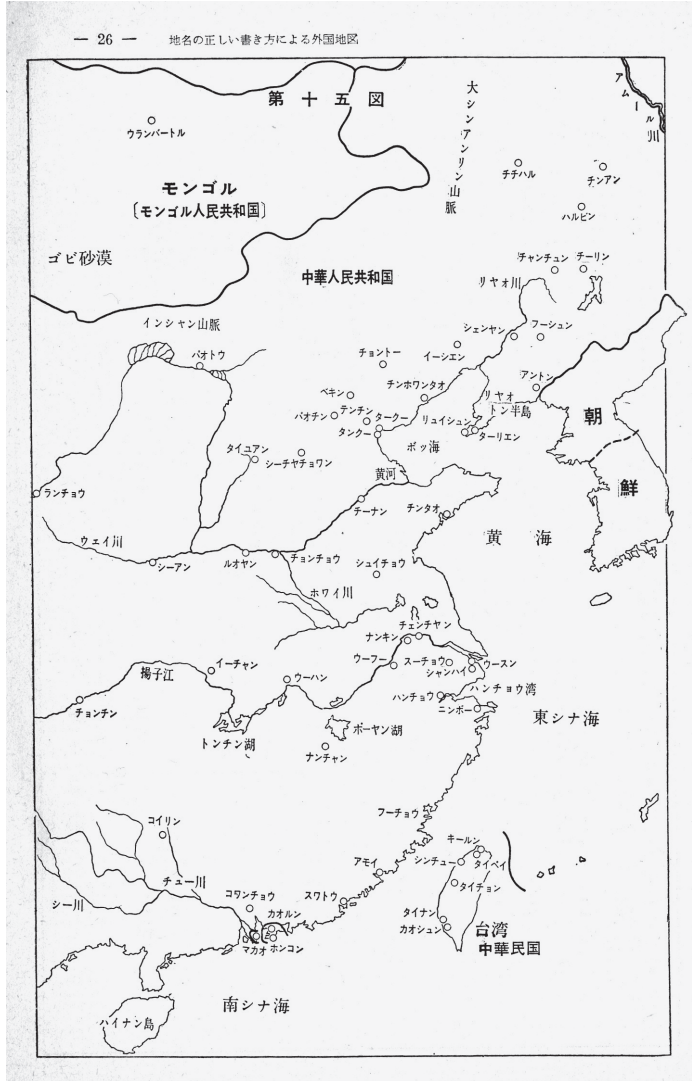 — 26 —　地名の正しい書き方による外国地図
第十五図
アムール川
大シンアンリン山脈
ウランバートル
チチハル
チンアン
モンゴル
〔モンゴル人民共和国〕
ハルビン
ゴビ砂漠
チャンチュン
チーリン
中華人民共和国
リヤォ川
インシャン山脈
シェンヤン
フーシュン
パオトウ
チョントー
イーシエン
アントン
チンホワンタオ
ペキン
リヤォ
トン半島
パオチン
テンチン
タークー
リュイシュン
朝
タンクー
ターリエン
ボッ海
タイユアン
シーチヤチョワン
黄河
鮮
ランチョウ
チーナン
チンタオ
黄海
ウェイ川
シーアン
ルオヤン
チョンチョウ
シュイチョウ
ホワイ川
チェンチヤン
ナンキン
ウーフー
スーチョウ
ウースン
シャンハイ
イーチャン
揚子江
ウーハン
ハンチョウ
ハンチョウ湾
ニンポー
チョンチン
東シナ海
トンチン湖
ポーヤン湖
ナンチャン
フーチョウ
コイリン
キールン
シンチュー
タイペイ
アモイ
チュー川
タイチョン
シー川
コワンチョウ
スワトウ
カオルン
タイナン
カオシュン
台湾
マカオ
ホンコン
中華民国
南シナ海
ハイナン島